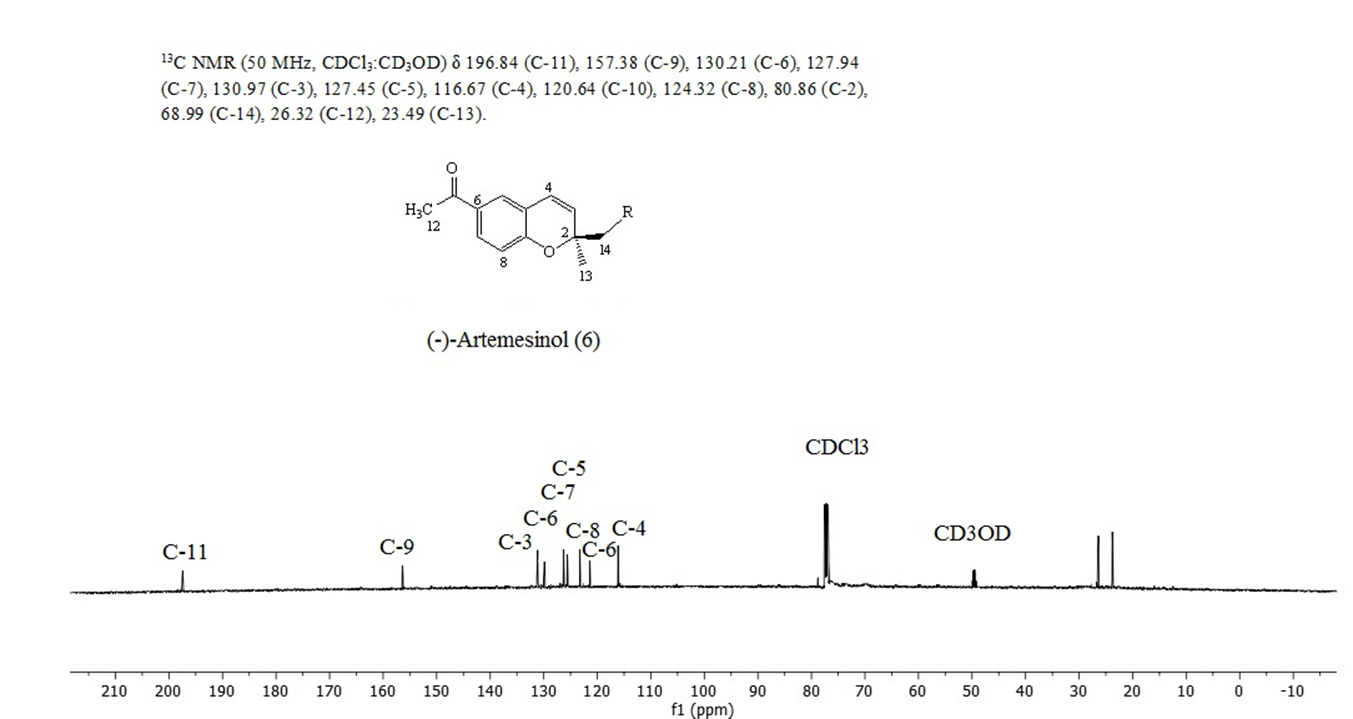 ¹³C NMR (50 MHz, CDCl₃:CD₃OD) δ 196.84 (C-11), 157.38 (C-9), 130.21 (C-6), 127.94
(C-7), 130.97 (C-3), 127.45 (C-5), 116.67 (C-4), 120.64 (C-10), 124.32 (C-8), 80.86 (C-2),
68.99 (C-14), 26.32 (C-12), 23.49 (C-13).
O
6
4
H₃C
12
R
2
14
O
8
13
(-)-Artemesinol (6)
CDCl3
C-5
C-7
C-6
C-8
C-4
CD3OD
C-3
C-6
C-11
C-9
210 200 190 180 170 160 150 140 130 120 110 100 90 80 70 60 50 40 30 20 10 0 -10
f1 (ppm)